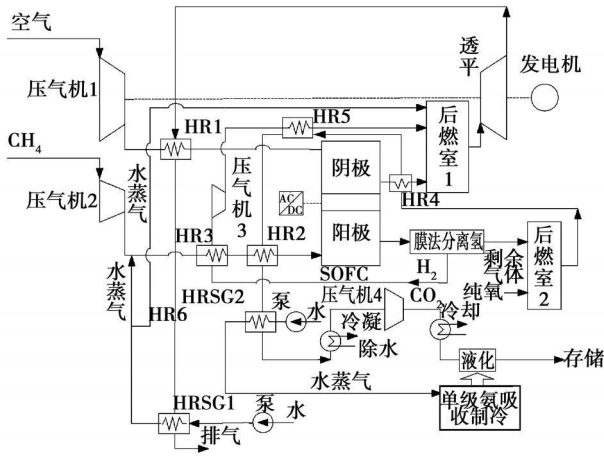 空气
压气机1
CH4
压气机2
水蒸气
水蒸气
HR1
HR5
压气机3
HR3
HR2
HRSG2
HR6
阴极
阳极
AC/DC
SOFC
HR4
后燃室1
透平
发电机
膜法分离氢
H2
剩余气体
纯氧
后燃室2
泵
水
压气机4
冷凝
除水
CO2
冷却
液化
存储
水蒸气
单级氨吸收制冷
HRSG1
泵
水
排气